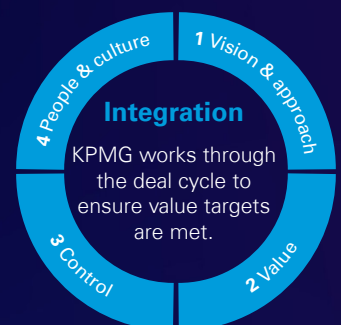 1 Vision & approach
2 Value
3 Control
4 People & culture
Integration
KPMG works through
the deal cycle to
ensure value targets
are met.